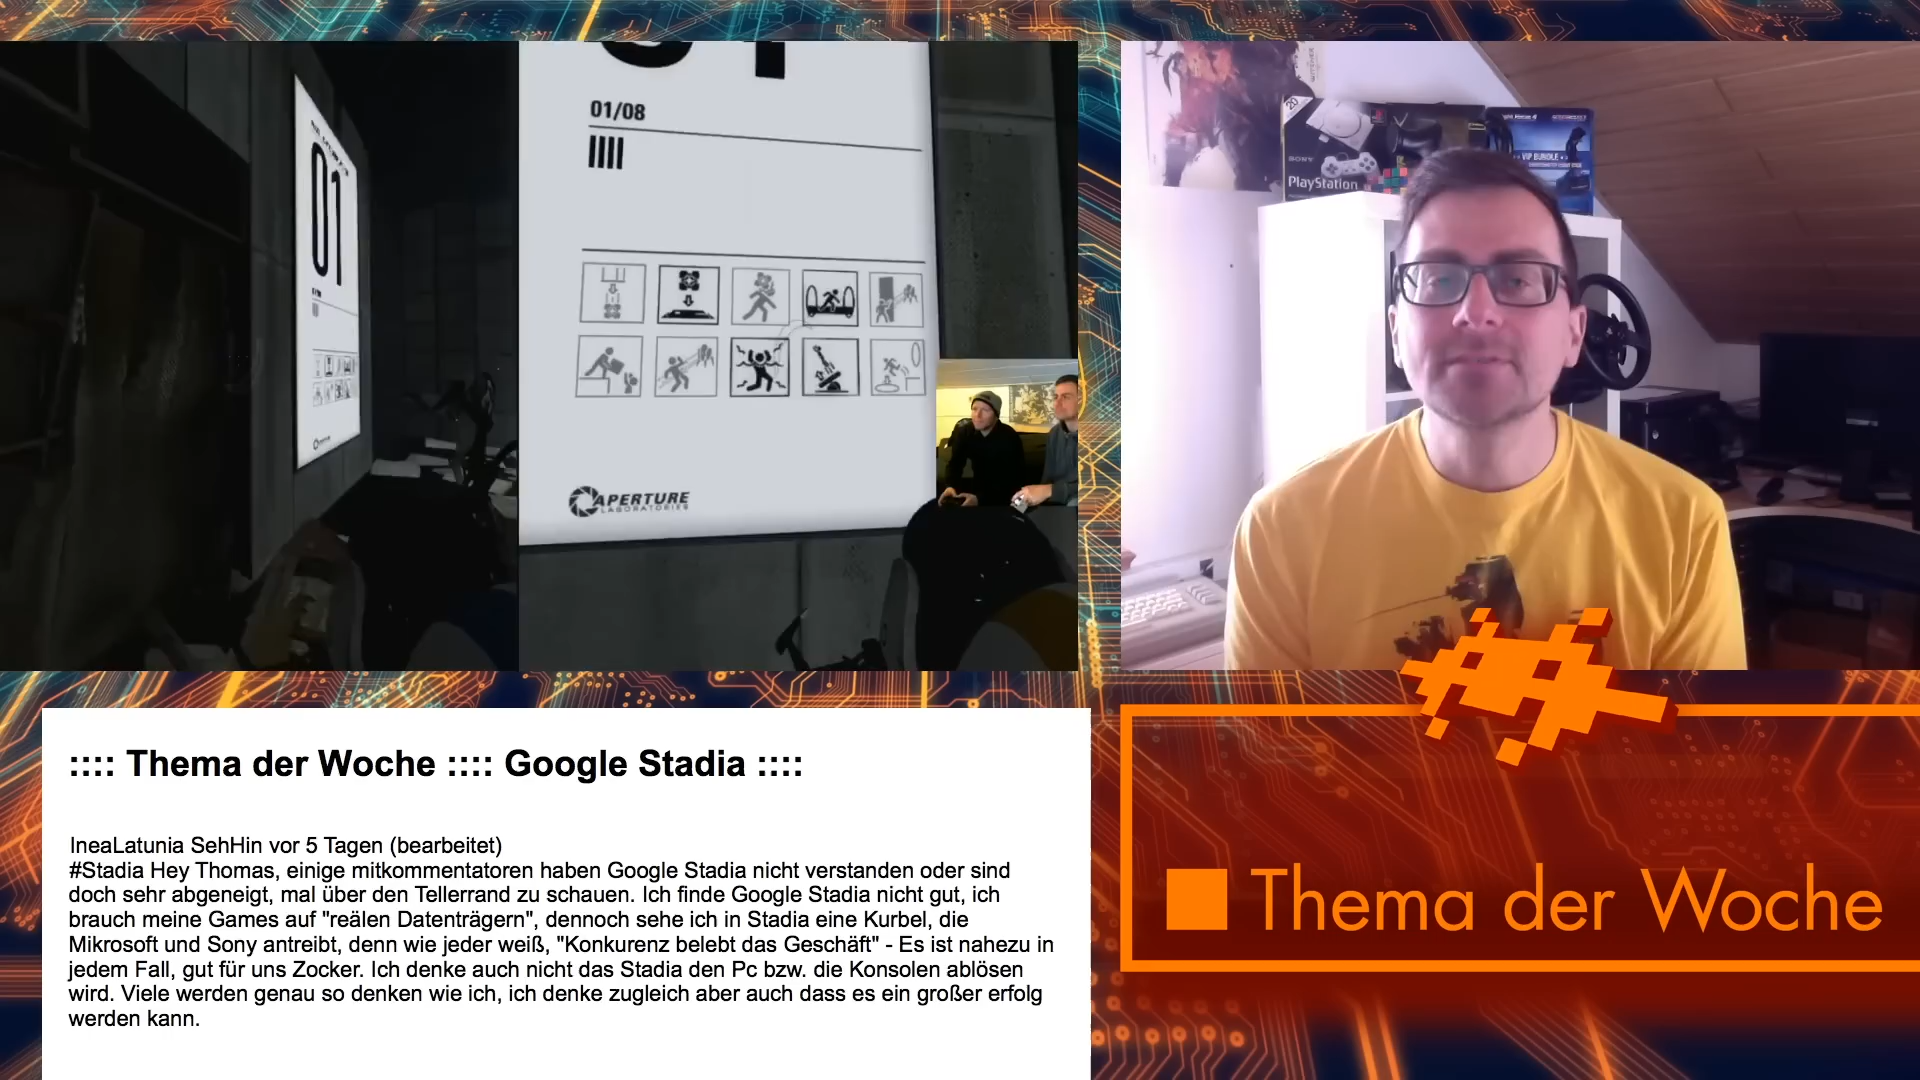 01
01/08
APERTURE
LABORATORIES
01
20
SONY
PlayStation
VIP BUNDLE
:::: Thema der Woche :::: Google Stadia ::::
IneaLatunia SehHin vor 5 Tagen (bearbeitet)
#Stadia Hey Thomas, einige mitkommentatoren haben Google Stadia nicht verstanden oder sind
doch sehr abgeneigt, mal über den Tellerrand zu schauen. Ich finde Google Stadia nicht gut, ich
brauch meine Games auf "reälen Datenträgern", dennoch sehe ich in Stadia eine Kurbel, die
Mikrosoft und Sony antreibt, denn wie jeder weiß, "Konkurenz belebt das Geschäft" - Es ist nahezu in
jedem Fall, gut für uns Zocker. Ich denke auch nicht das Stadia den Pc bzw. die Konsolen ablösen
wird. Viele werden genau so denken wie ich, ich denke zugleich aber auch dass es ein großer erfolg
werden kann.
Thema der Woche